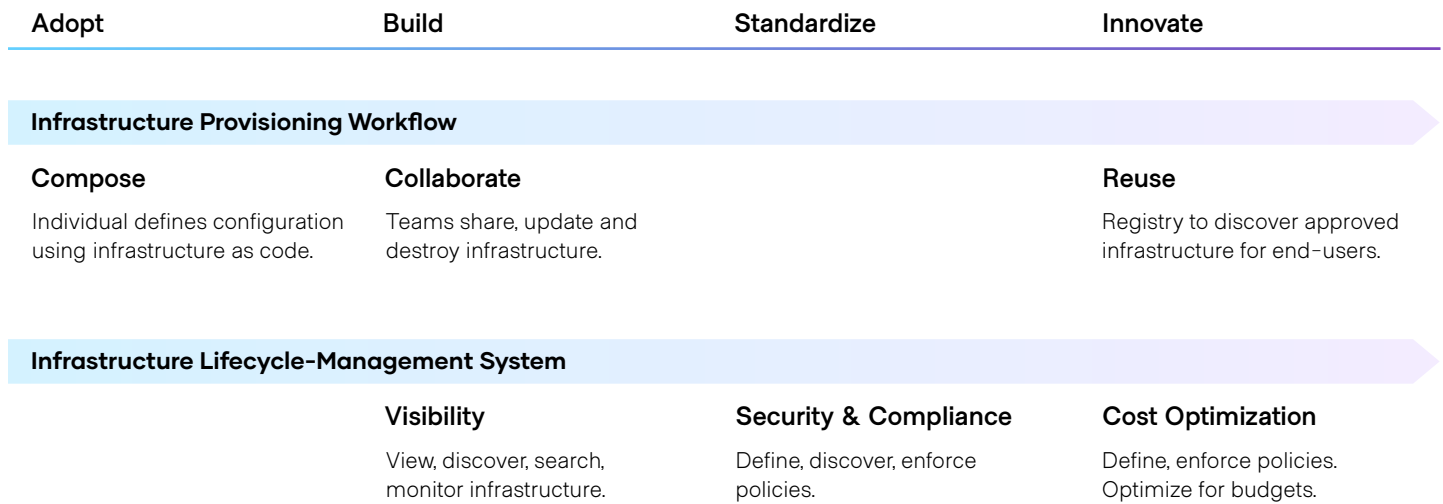 Adopt
Build
Standardize
Innovate
Infrastructure Provisioning Workflow
Compose
Individual defines configuration
using infrastructure as code.
Collaborate
Teams share, update and
destroy infrastructure.
Reuse
Registry to discover approved
infrastructure for end-users.
Infrastructure Lifecycle-Management System
Visibility
View, discover, search,
monitor infrastructure.
Security & Compliance
Define, discover, enforce
policies.
Cost Optimization
Define, enforce policies.
Optimize for budgets.